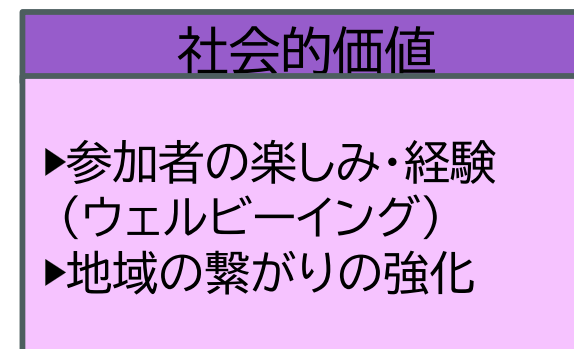 社会的価値
▶参加者の楽しみ・経験
（ウェルビーイング）
▶地域の繋がりの強化